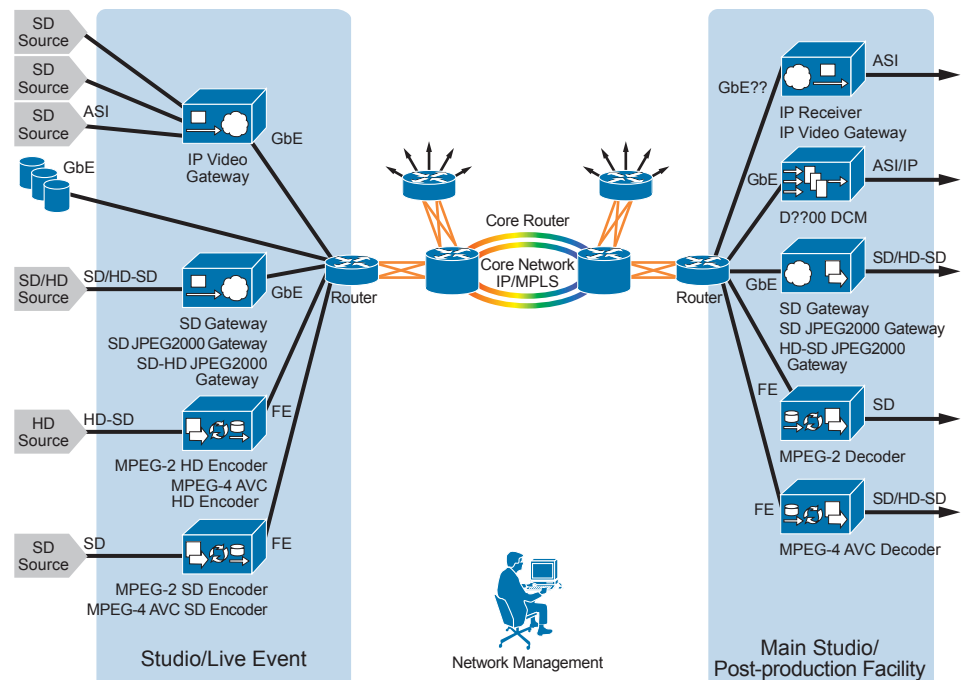 SD
Source
SD
Source
SD
Source
ASI
GbE
IP Video
Gateway
GbE
SD/HD
Source
SD/HD-SD
GbE
SD Gateway
SD JPEG2000 Gateway
SD-HD JPEG2000
Gateway
HD
Source
HD-SD
FE
MPEG-2 HD Encoder
MPEG-4 AVC
HD Encoder
SD
Source
SD
FE
MPEG-2 SD Encoder
MPEG-4 AVC SD Encoder
Studio/Live Event
Router
Core Router
Core Network
IP/MPLS
Router
Network Management
GbE??
ASI
IP Receiver
IP Video Gateway
GbE
ASI/IP
D??00 DCM
GbE
SD/HD-SD
SD Gateway
SD JPEG2000 Gateway
HD-SD JPEG2000
Gateway
FE
SD
MPEG-2 Decoder
FE
SD/HD-SD
MPEG-4 AVC Decoder
Main Studio/
Post-production Facility